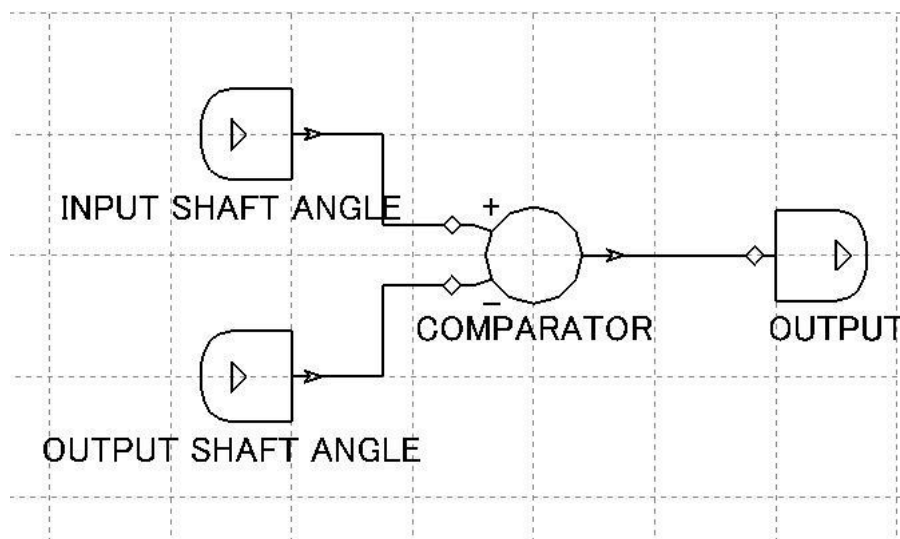 INPUT SHAFT ANGLE
+
−
COMPARATOR
OUTPUT
OUTPUT SHAFT ANGLE